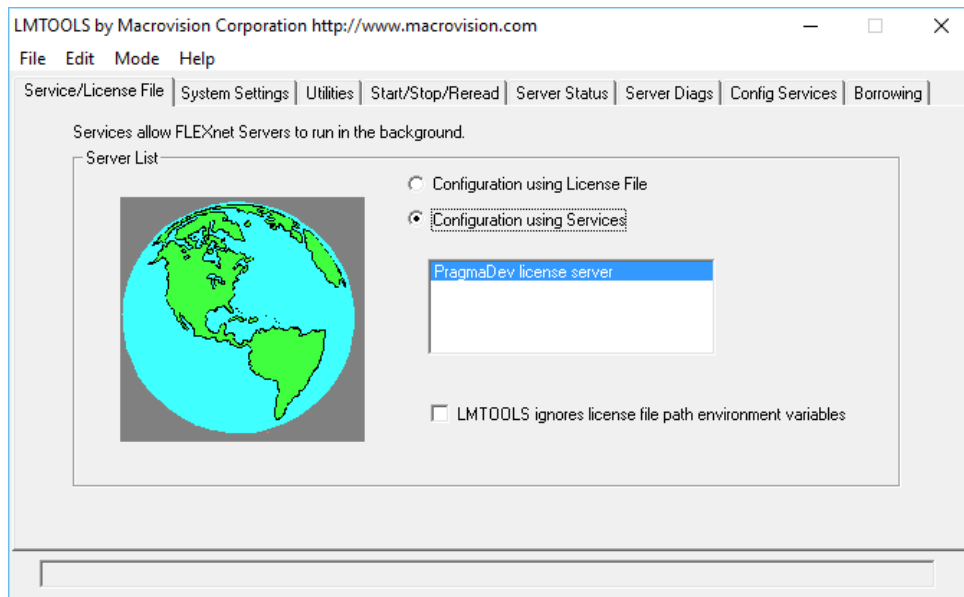 LMTOOLS by Macrovision Corporation http://www.macrovision.com
File Edit Mode Help
Service/License File System Settings Utilities Start/Stop/Reread Server Status Server Diags Config Services Borrowing
Services allow FLEXnet Servers to run in the background.
Server List
Configuration using License File
Configuration using Services
PragmaDev license server
LMTOOLS ignores license file path environment variables